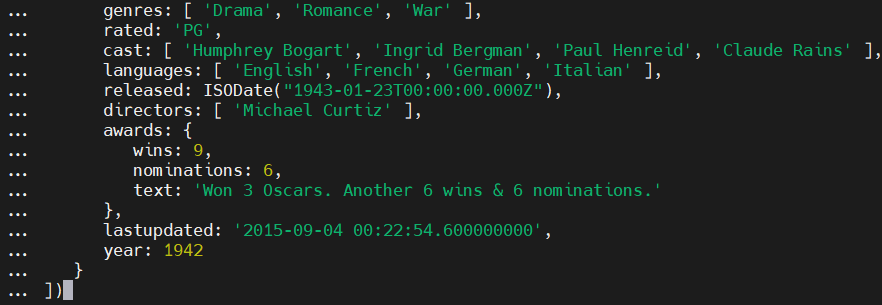 ...        genres: [ 'Drama', 'Romance', 'War' ],
...        rated: 'PG',
...        cast: [ 'Humphrey Bogart', 'Ingrid Bergman', 'Paul Henreid', 'Claude Rains' ],
...        languages: [ 'English', 'French', 'German', 'Italian' ],
...        released: ISODate("1943-01-23T00:00:00.000Z"),
...        directors: [ 'Michael Curtiz' ],
...        awards: {
...           wins: 9,
...           nominations: 6,
...           text: 'Won 3 Oscars. Another 6 wins & 6 nominations.'
...        },
...        lastupdated: '2015-09-04 00:22:54.600000000',
...        year: 1942
...     }
... ])